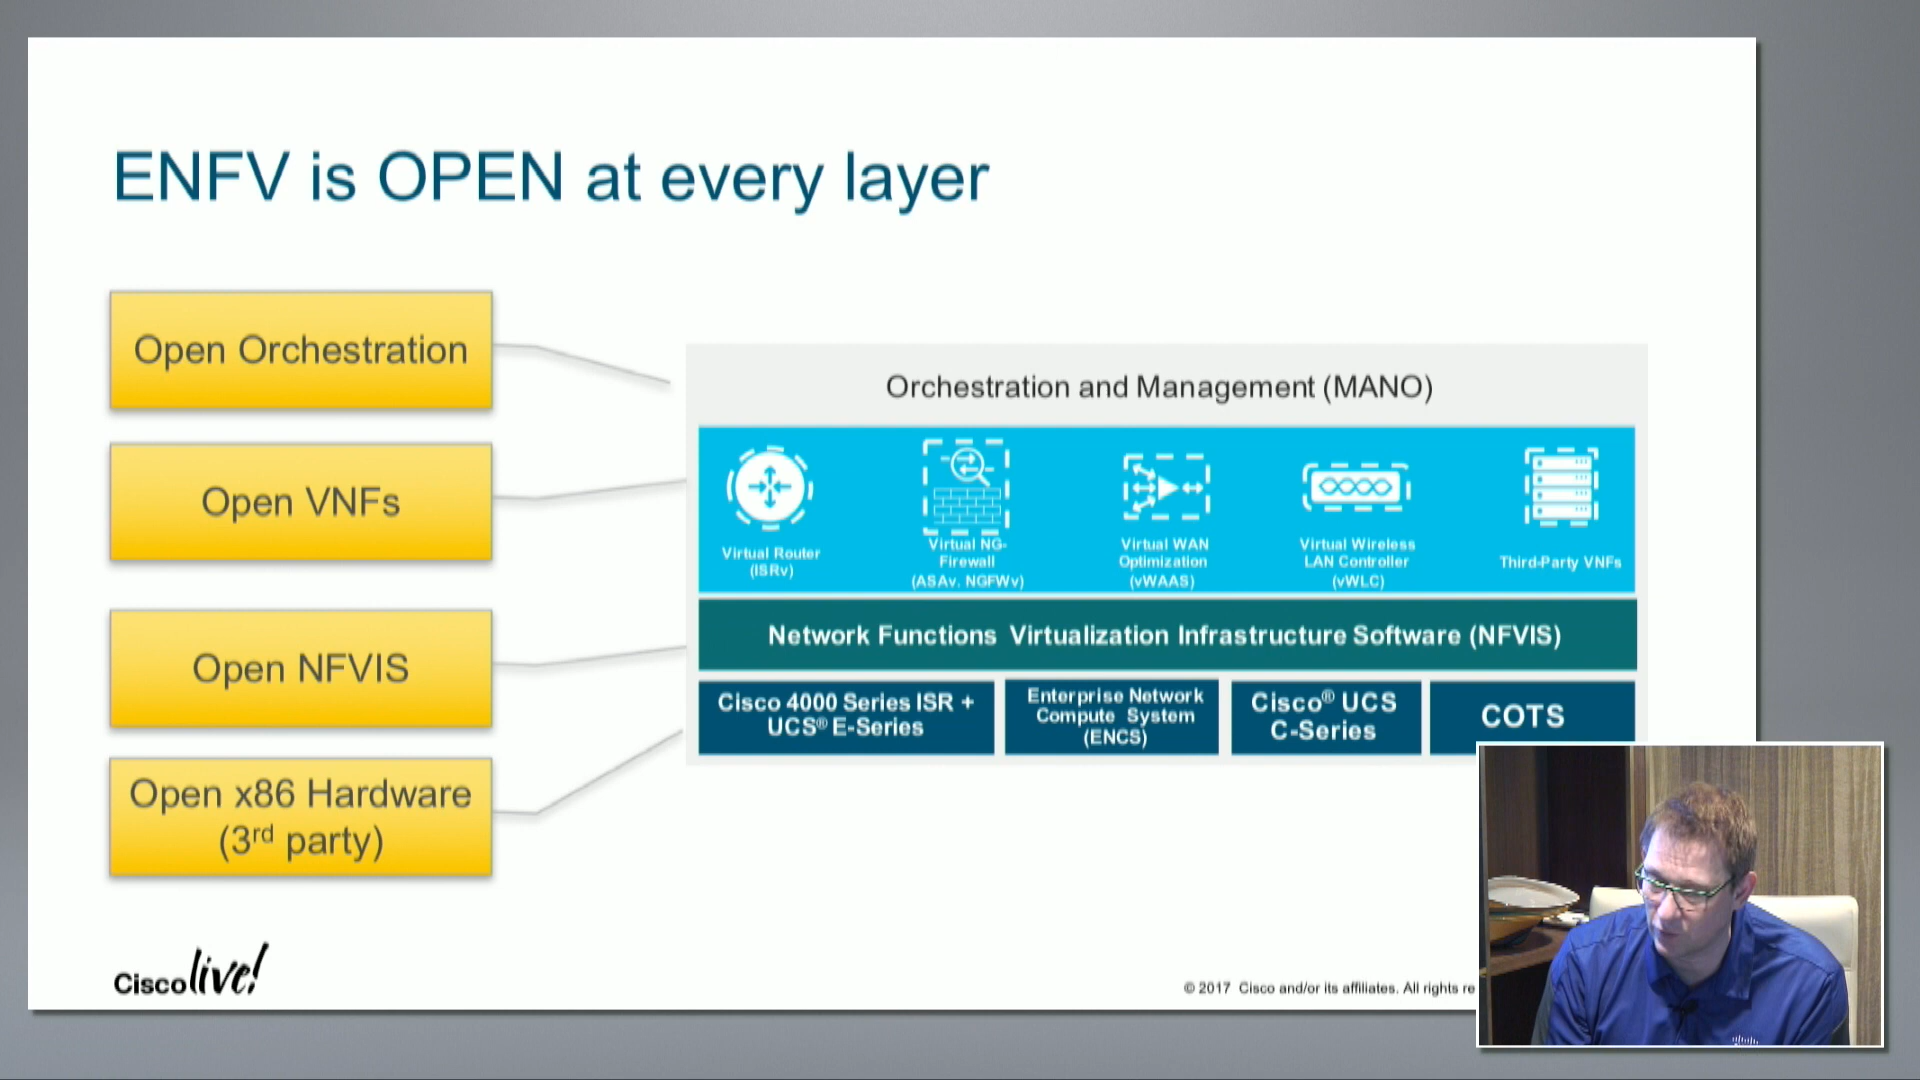 ENFV is OPEN at every layer
Open Orchestration
Open VNFs
Open NFVIS
Open x86 Hardware
(3rd party)
Orchestration and Management (MANO)
Virtual Router
(ISRv)
Virtual NG-
Firewall
(ASAv, NGFWv)
Virtual WAN
Optimization
(vWAAS)
Virtual Wireless
LAN Controller
(vWLC)
Third-Party VNFs
Network Functions Virtualization Infrastructure Software (NFVIS)
Cisco 4000 Series ISR +
UCS® E-Series
Enterprise Network
Compute System
(ENCS)
Cisco® UCS
C-Series
COTS
Cisco live!
© 2017 Cisco and/or its affiliates. All rights re